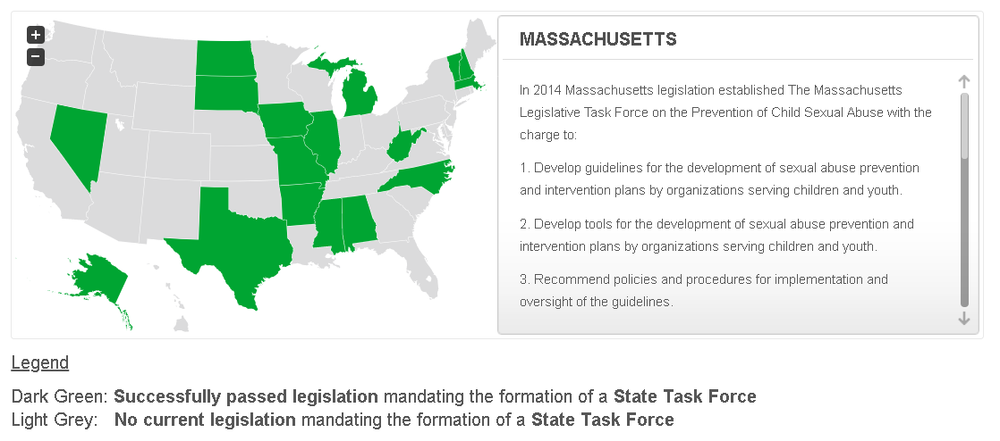 +
−
MASSACHUSETTS
In 2014 Massachusetts legislation established The Massachusetts
Legislative Task Force on the Prevention of Child Sexual Abuse with the
charge to:
1. Develop guidelines for the development of sexual abuse prevention
and intervention plans by organizations serving children and youth.
2. Develop tools for the development of sexual abuse prevention and
intervention plans by organizations serving children and youth.
3. Recommend policies and procedures for implementation and
oversight of the guidelines.
Legend
Dark Green: Successfully passed legislation mandating the formation of a State Task Force
Light Grey: No current legislation mandating the formation of a State Task Force